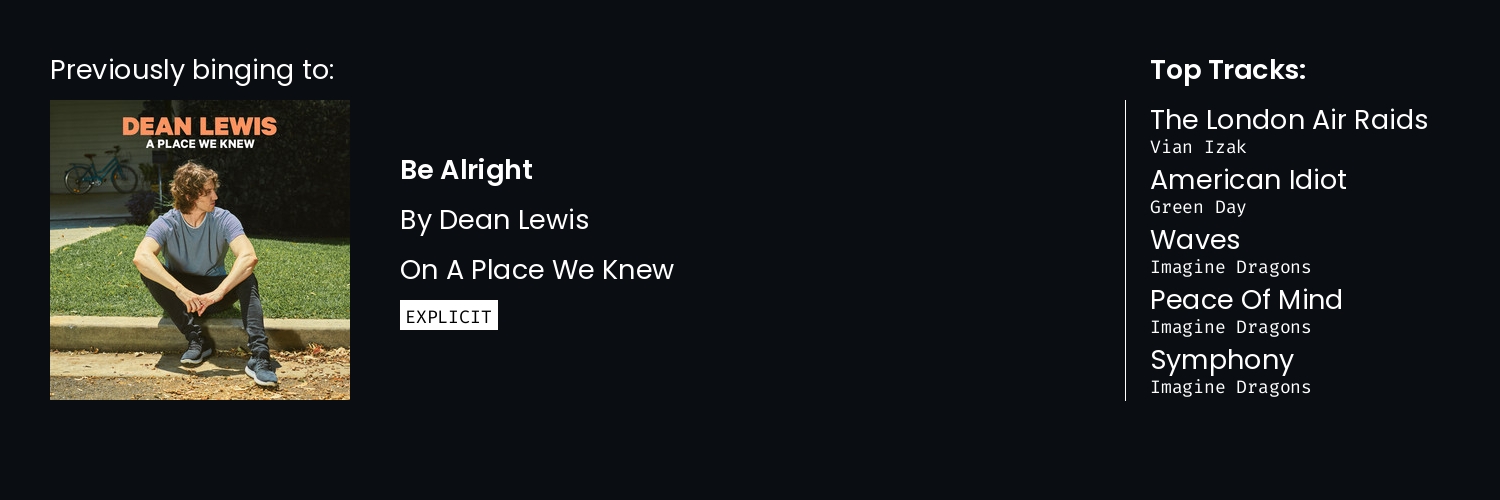 Previously binging to:
DEAN LEWIS
A PLACE WE KNEW
Be Alright
By Dean Lewis
On A Place We Knew
EXPLICIT
Top Tracks:
The London Air Raids
Vian Izak
American Idiot
Green Day
Waves
Imagine Dragons
Peace Of Mind
Imagine Dragons
Symphony
Imagine Dragons